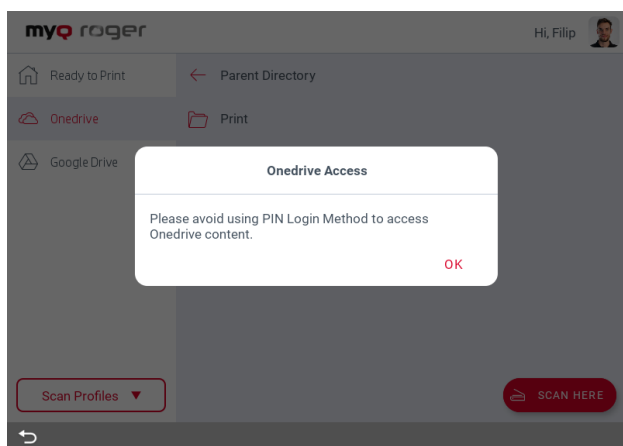 myQ roger
Hi, Filip
Ready to Print
Parent Directory
Onedrive
Print
Google Drive
Onedrive Access
Please avoid using PIN Login Method to access
Onedrive content.
OK
Scan Profiles
SCAN HERE